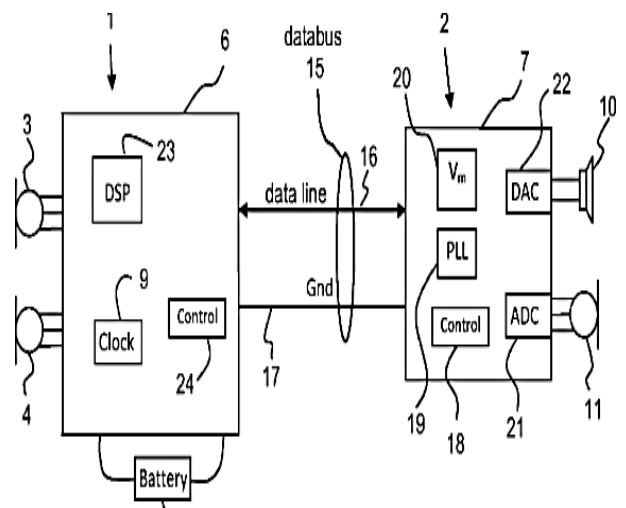 1
6
databus
15
2
7
22
10
20
3
23
16
DSP
data line
Vm
DAC
PLL
9
4
Gnd
Clock
Control
24
17
Control
ADC
19
18
21
11
Battery